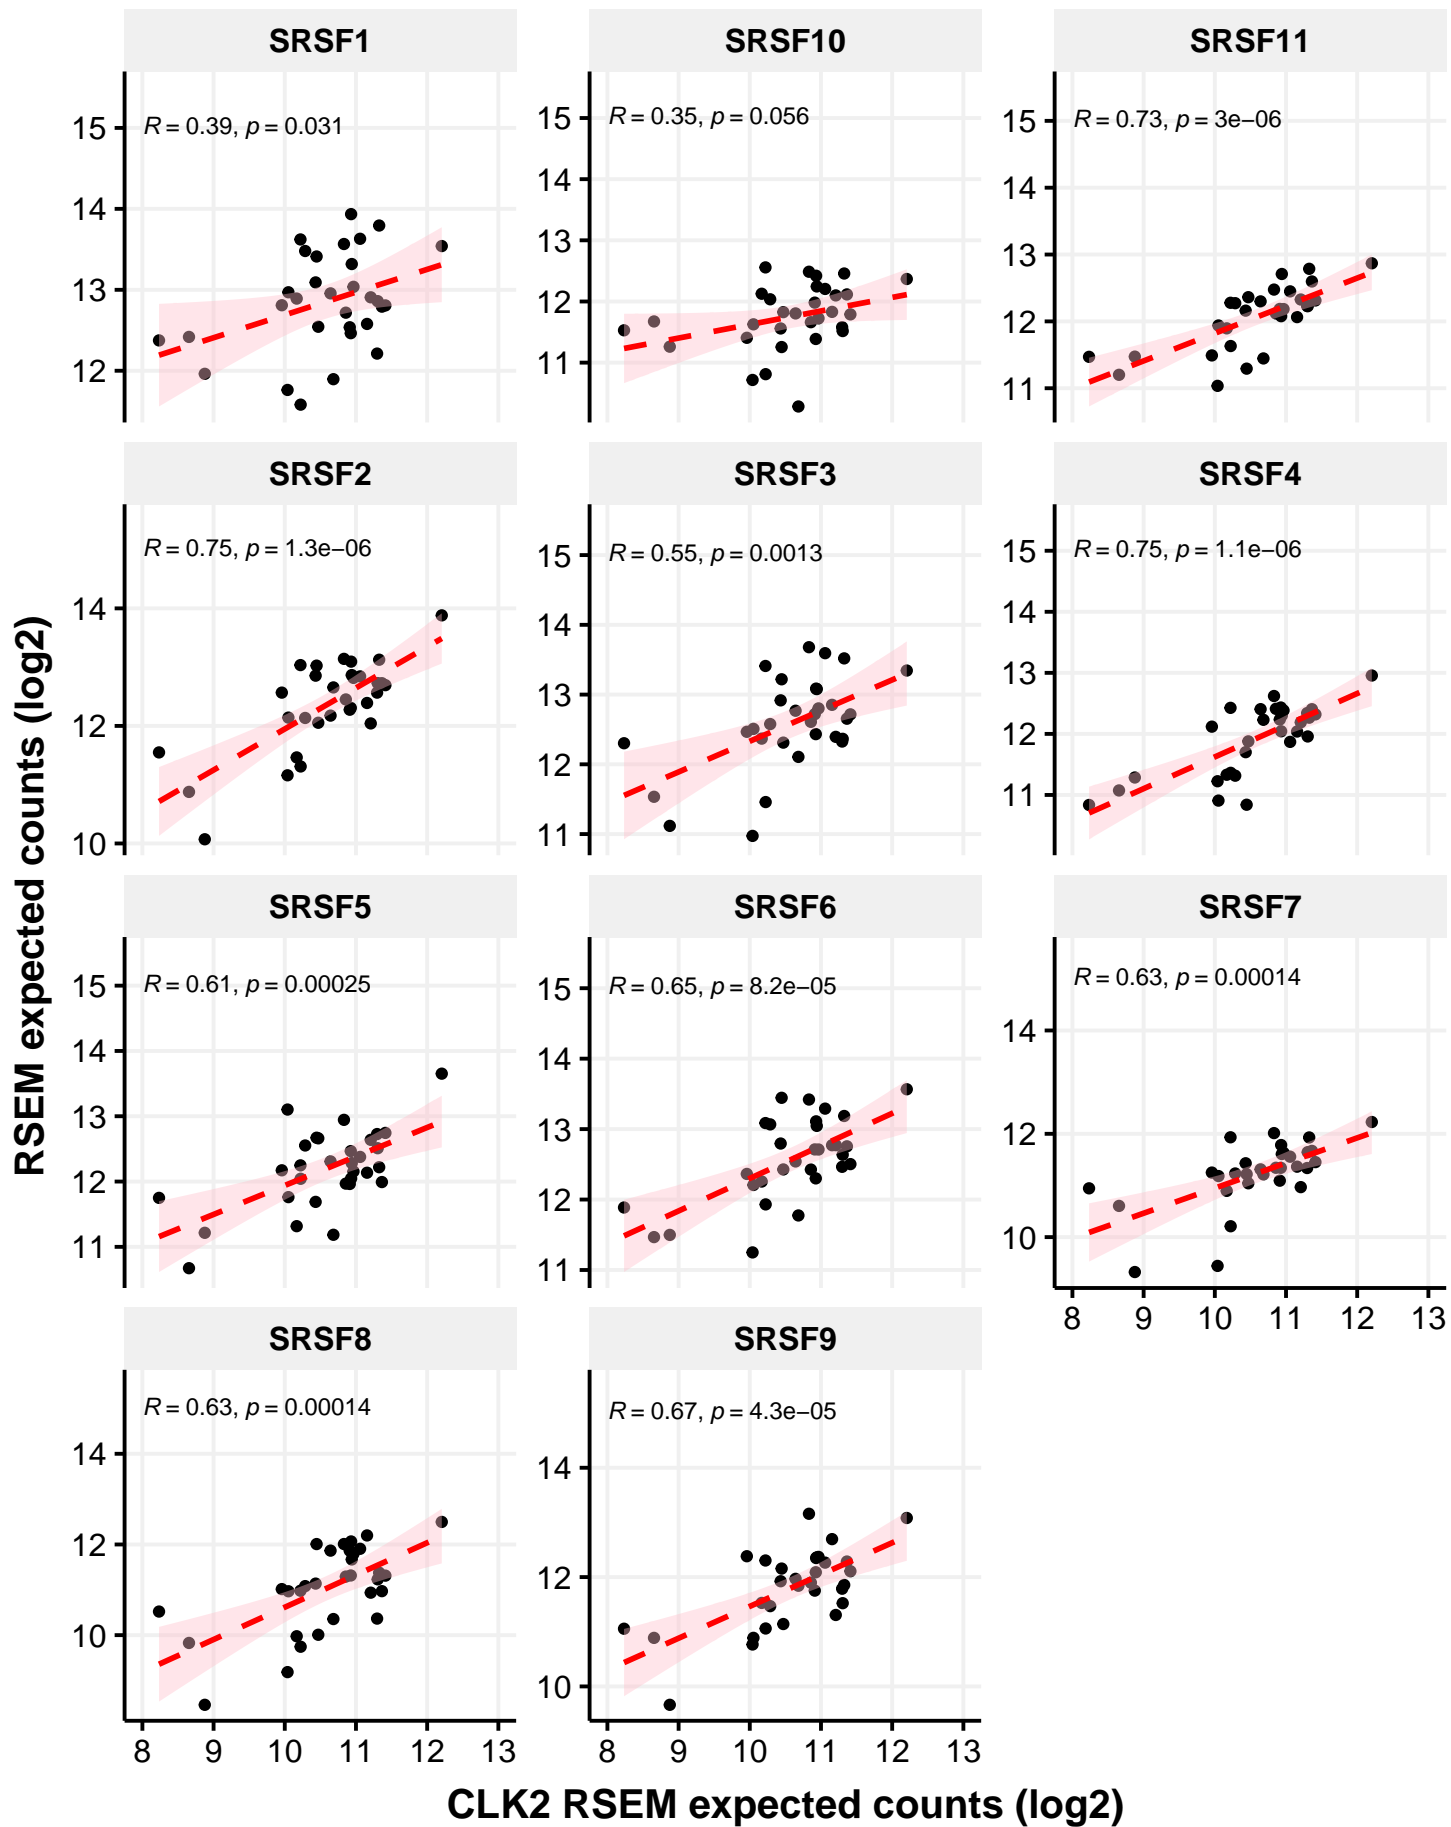 SRSF1
SRSF10
SRSF11
R = 0.39, p = 0.031
R = 0.35, p = 0.056
R = 0.73, p = 3e−06
15
14
13
12
15
14
13
12
11
15
14
13
12
11
SRSF2
SRSF3
SRSF4
R = 0.75, p = 1.3e−06
R = 0.55, p = 0.0013
R = 0.75, p = 1.1e−06
14
12
10
15
14
13
12
11
15
14
13
12
11
SRSF5
SRSF6
SRSF7
R = 0.61, p = 0.00025
R = 0.65, p = 8.2e−05
R = 0.63, p = 0.00014
15
14
13
12
11
15
14
13
12
11
14
12
10
8 9 10 11 12 13
SRSF8
SRSF9
R = 0.63, p = 0.00014
R = 0.67, p = 4.3e−05
14
12
10
14
12
10
8 9 10 11 12 13
8 9 10 11 12 13
RSEM expected counts (log2)
CLK2 RSEM expected counts (log2)